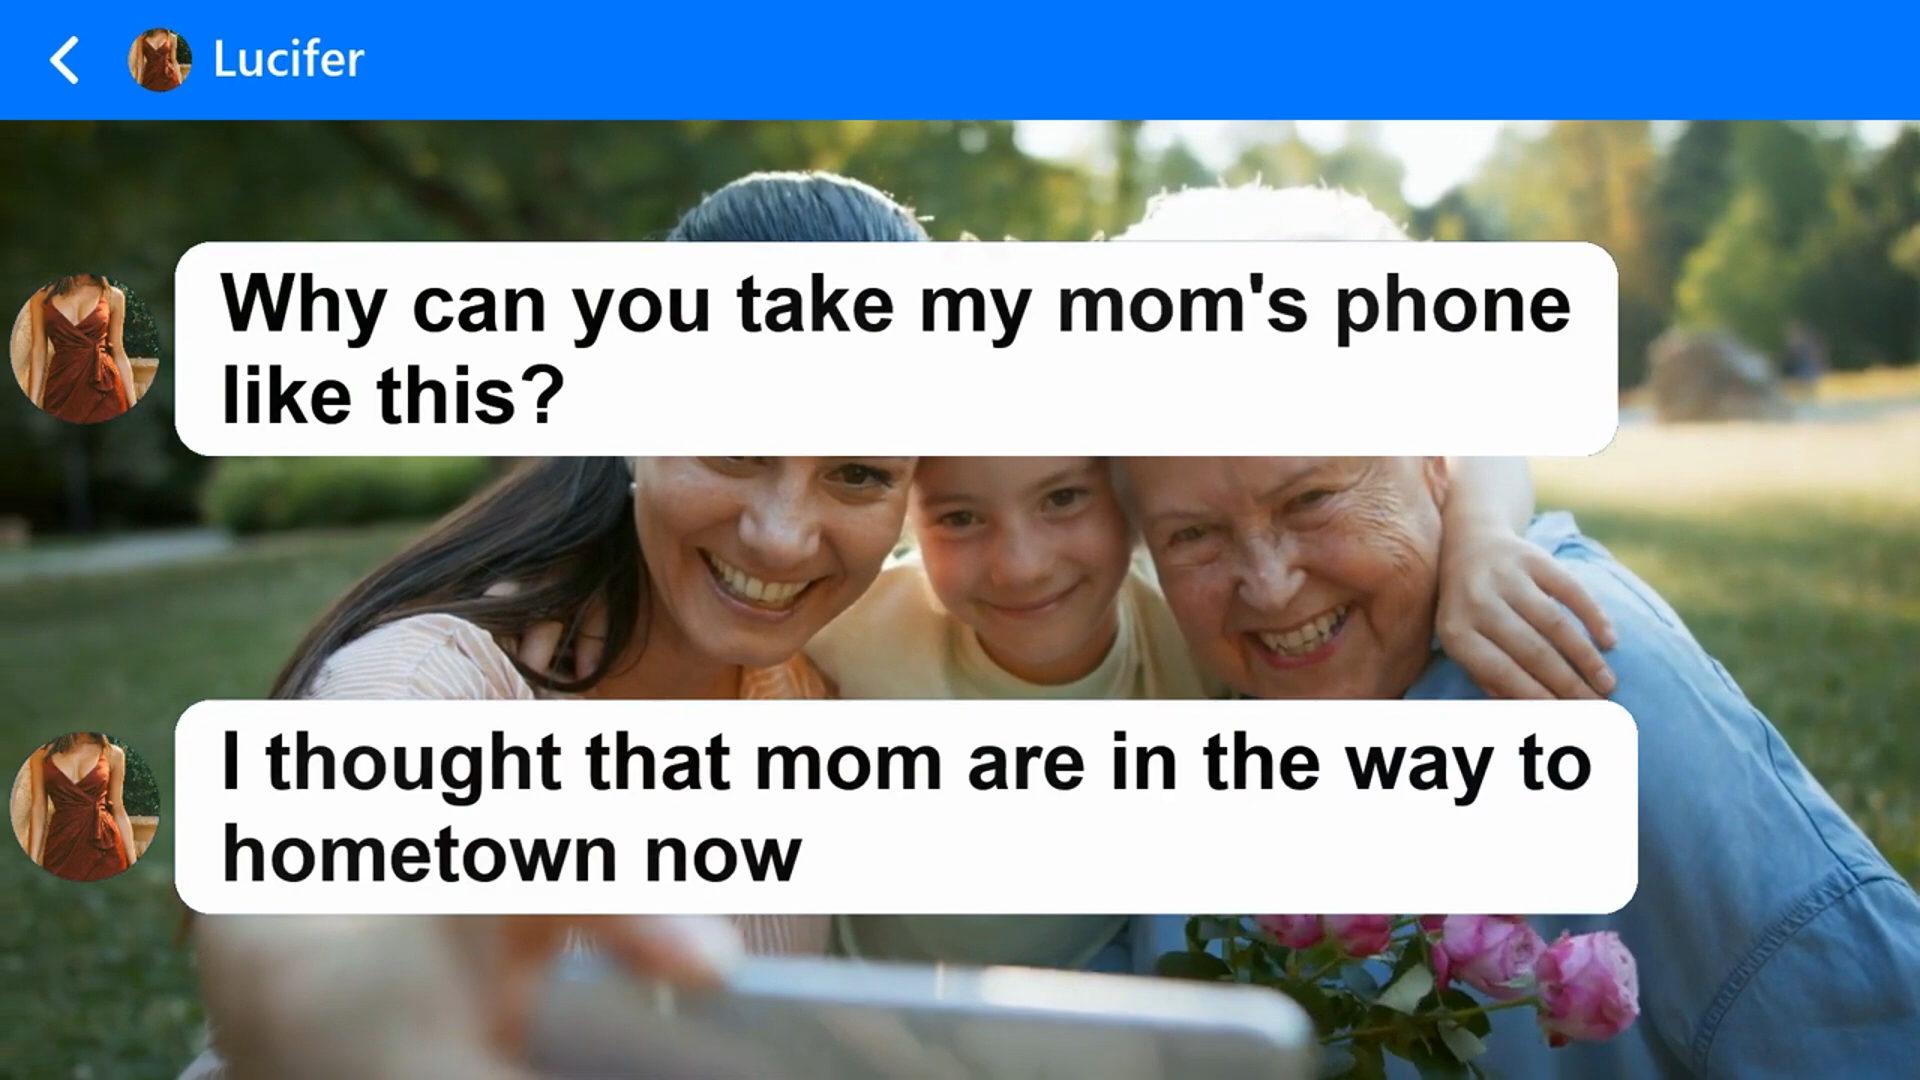 Lucifer
Why can you take my mom's phone
like this?
I thought that mom are in the way to
hometown now